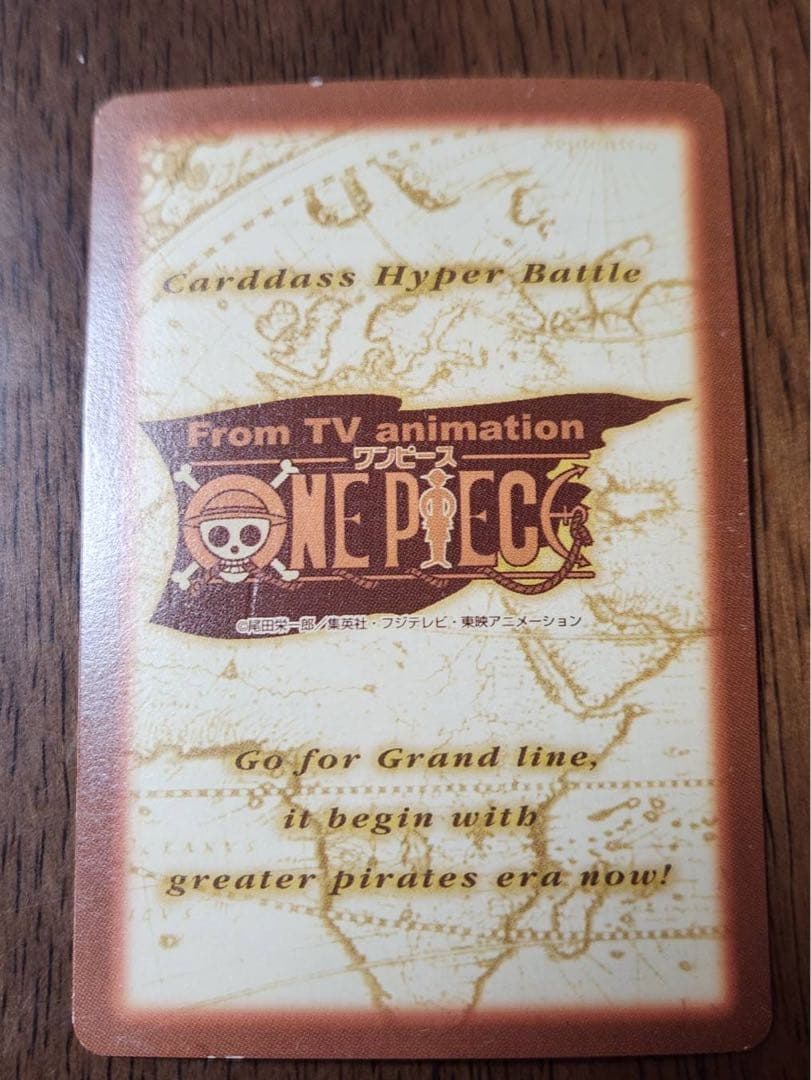 Septentrio
Carddass Hyper Battle
From TV animation
ワンピース
ONE PIECE
©尾田栄一郎／集英社・フジテレビ・東映アニメーション
Go for Grand line,
it begin with
greater pirates era now!